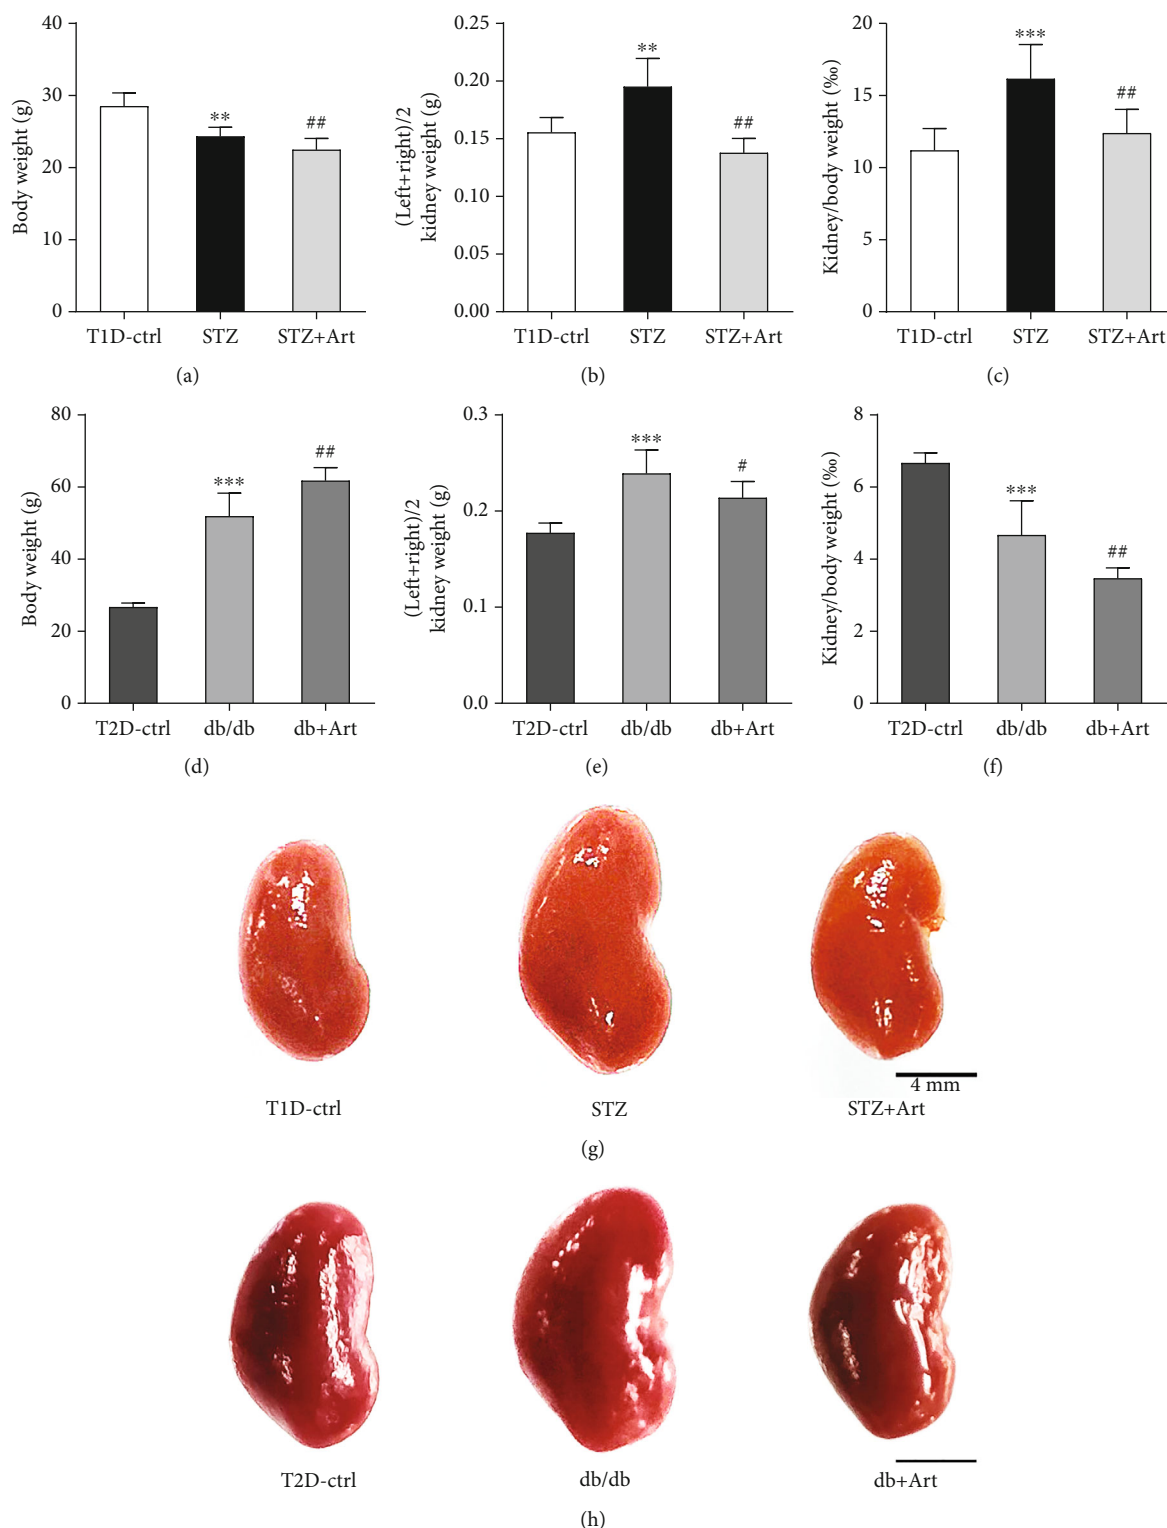 Body weight (g)
40
30
20
10
0
**
##
T1D-ctrl STZ STZ+Art
(a)
(Left+right)/2
kidney weight (g)
0.25
0.20
0.15
0.10
0.05
0.00
**
##
T1D-ctrl STZ STZ+Art
(b)
Kidney/body weight (‰)
20
15
10
5
0
***
##
T1D-ctrl STZ STZ+Art
(c)
Body weight (g)
80
60
40
20
0
***
##
T2D-ctrl db/db db+Art
(d)
(Left+right)/2
kidney weight (g)
0.3
0.2
0.1
0.0
***
#
T2D-ctrl db/db db+Art
(e)
Kidney/body weight (‰)
8
6
4
2
0
***
##
T2D-ctrl db/db db+Art
(f)
4 mm
T1D-ctrl STZ STZ+Art
(g)
T2D-ctrl db/db db+Art
(h)